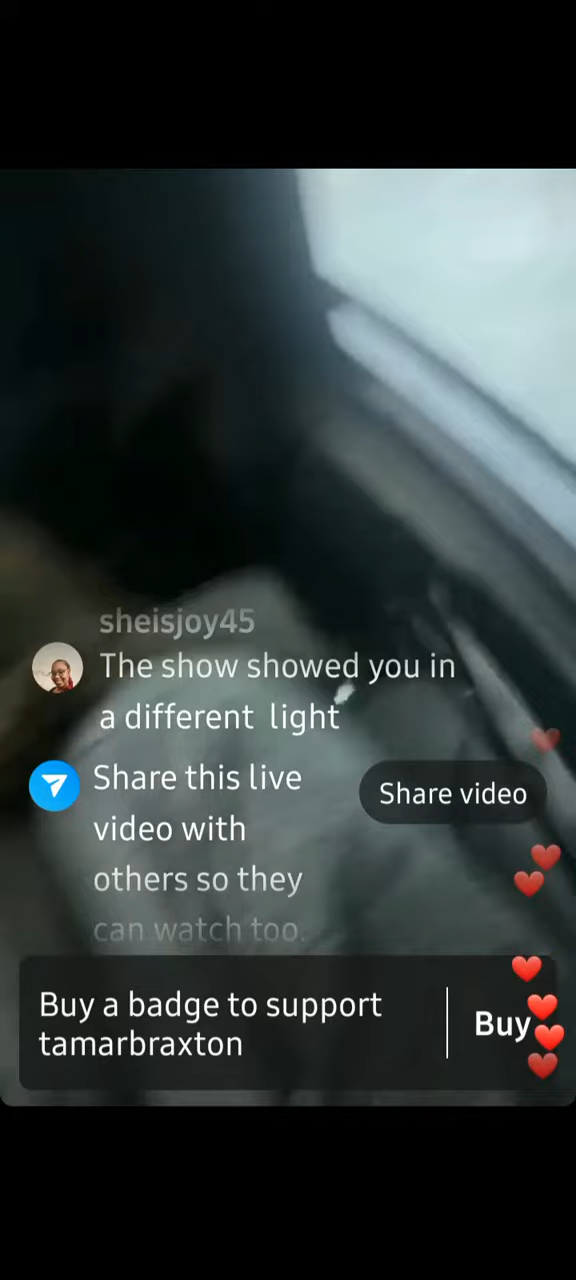 sheisjoy45
The show showed you in
a different light
Share this live
video with
others so they
can watch too.
Share video
Buy a badge to support
tamarbraxton
Buy